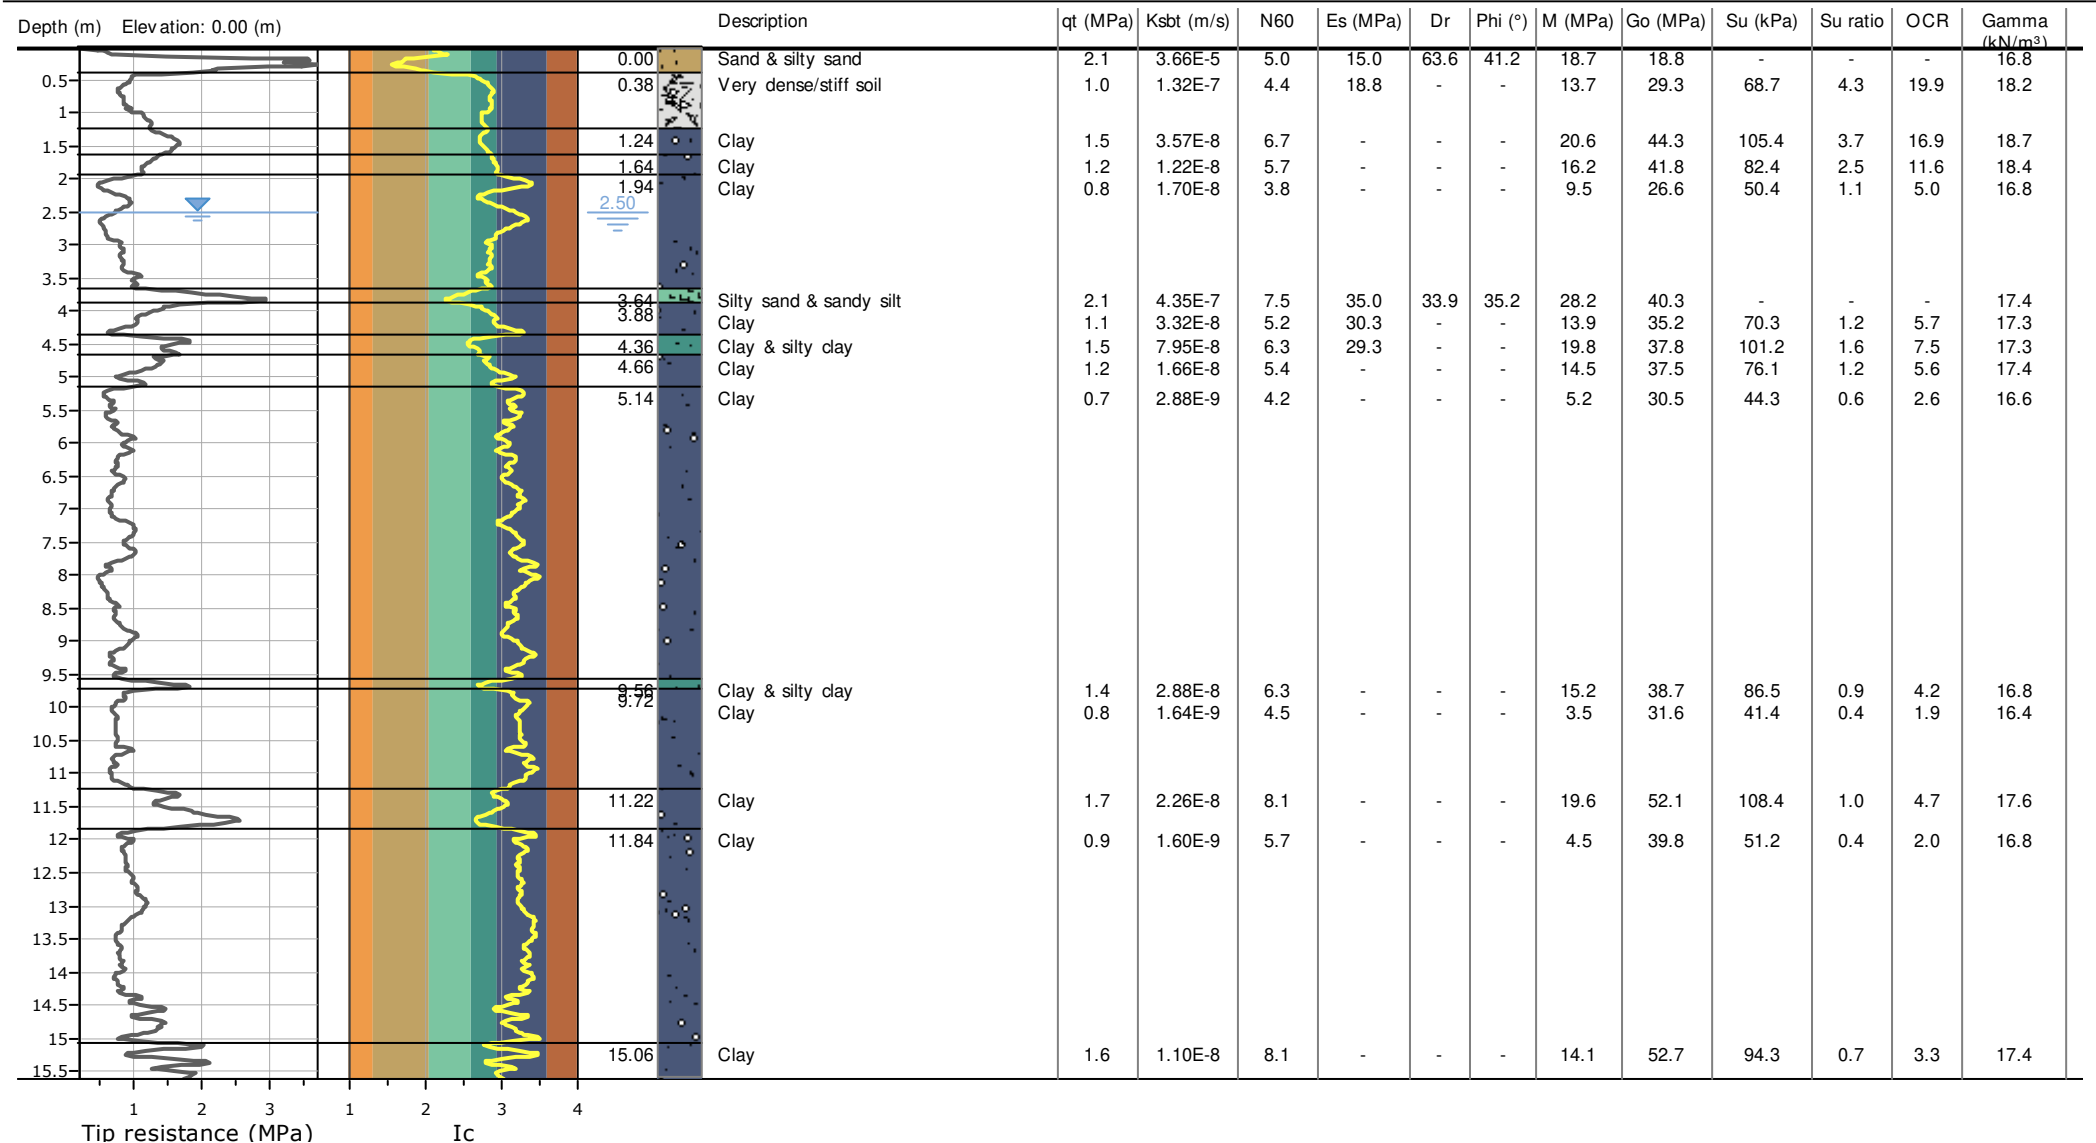 Depth (m) Elevation: 0.00 (m) Description qt (MPa) Ksbt (m/s) N60 Es (MPa) Dr Phi (°) M (MPa) Go (MPa) Su (kPa) Su ratio OCR Gamma (kN/m³)
0.00 Sand & silty sand 2.1 3.66E-5 5.0 15.0 63.6 41.2 18.7 18.8 - - - 16.8
0.5 0.38 Very dense/stiff soil 1.0 1.32E-7 4.4 18.8 - - 13.7 29.3 68.7 4.3 19.9 18.2
1
1.5 1.24 Clay 1.5 3.57E-8 6.7 - - - 20.6 44.3 105.4 3.7 16.9 18.7
1.64 Clay 1.2 1.22E-8 5.7 - - - 16.2 41.8 82.4 2.5 11.6 18.4
2 1.94 Clay 0.8 1.70E-8 3.8 - - - 9.5 26.6 50.4 1.1 5.0 16.8
2.5 2.50
3
3.5
3.64 Silty sand & sandy silt 2.1 4.35E-7 7.5 35.0 33.9 35.2 28.2 40.3 - - - 17.4
4 3.88 Clay 1.1 3.32E-8 5.2 30.3 - - 13.9 35.2 70.3 1.2 5.7 17.3
4.5 4.36 Clay & silty clay 1.5 7.95E-8 6.3 29.3 - - 19.8 37.8 101.2 1.6 7.5 17.3
4.66 Clay 1.2 1.66E-8 5.4 - - - 14.5 37.5 76.1 1.2 5.6 17.4
5
5.14 Clay 0.7 2.88E-9 4.2 - - - 5.2 30.5 44.3 0.6 2.6 16.6
5.5
6
6.5
7
7.5
8
8.5
9
9.5
9.56 Clay & silty clay 1.4 2.88E-8 6.3 - - - 15.2 38.7 86.5 0.9 4.2 16.8
10 9.72 Clay 0.8 1.64E-9 4.5 - - - 3.5 31.6 41.4 0.4 1.9 16.4
10.5
11
11.5 11.22 Clay 1.7 2.26E-8 8.1 - - - 19.6 52.1 108.4 1.0 4.7 17.6
12 11.84 Clay 0.9 1.60E-9 5.7 - - - 4.5 39.8 51.2 0.4 2.0 16.8
12.5
13
13.5
14
14.5
15
15.06 Clay 1.6 1.10E-8 8.1 - - - 14.1 52.7 94.3 0.7 3.3 17.4
15.5
1 2 3 1 2 3 4
Tip resistance (MPa) Ic